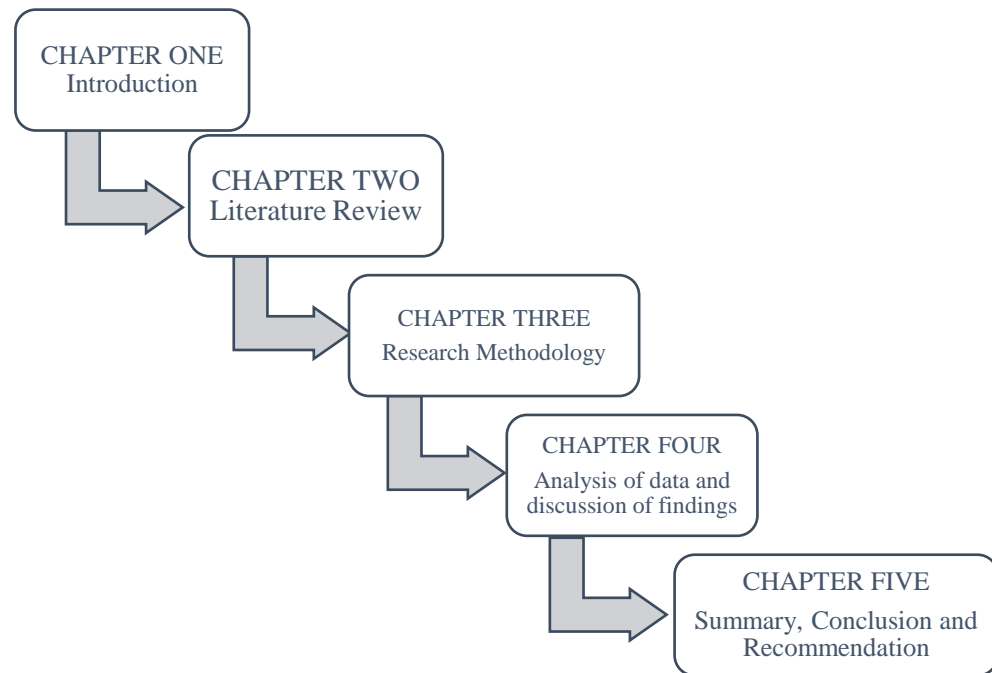 CHAPTER ONE
Introduction
CHAPTER TWO
Literature Review
CHAPTER THREE
Research Methodology
CHAPTER FOUR
Analysis of data and
discussion of findings
CHAPTER FIVE
Summary, Conclusion and
Recommendation